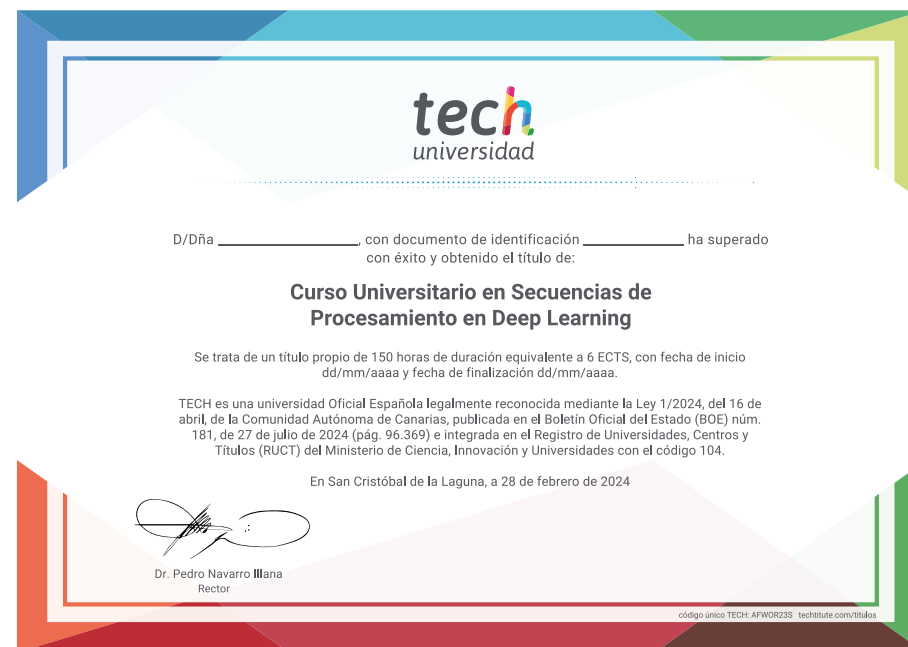 tech
universidad
D/Dña ____________, con documento de identificación ____________ ha superado
con éxito y obtenido el título de:
Curso Universitario en Secuencias de
Procesamiento en Deep Learning
Se trata de un título propio de 150 horas de duración equivalente a 6 ECTS, con fecha de inicio
dd/mm/aaaa y fecha de finalización dd/mm/aaaa.
TECH es una universidad Oficial Española legalmente reconocida mediante la Ley 1/2024, del 16 de
abril, de la Comunidad Autónoma de Canarias, publicada en el Boletín Oficial del Estado (BOE) núm.
181, de 27 de julio de 2024 (pág. 96.369) e integrada en el Registro de Universidades, Centros y
Títulos (RUCT) del Ministerio de Ciencia, Innovación y Universidades con el código 104.
En San Cristóbal de la Laguna, a 28 de febrero de 2024
Dr. Pedro Navarro Illana
Rector
código único TECH: AFWOR23S techtitute.com/titulos